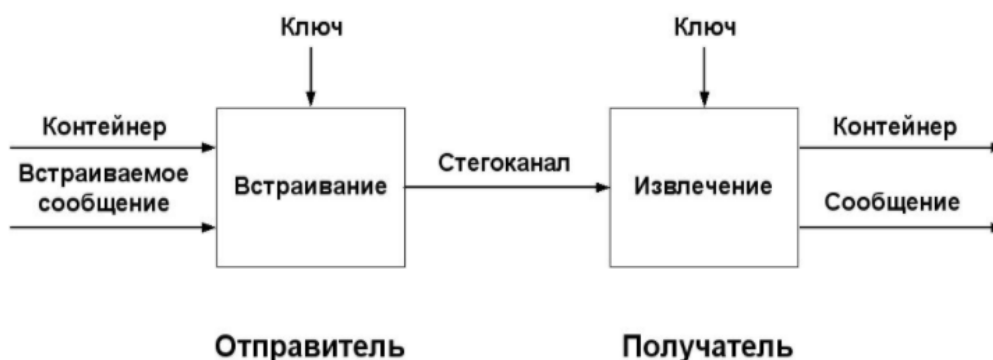 Ключ
Ключ
Контейнер
Встраиваемое
сообщение
Встраивание
Стегоканал
Извлечение
Контейнер
Сообщение
Отправитель
Получатель